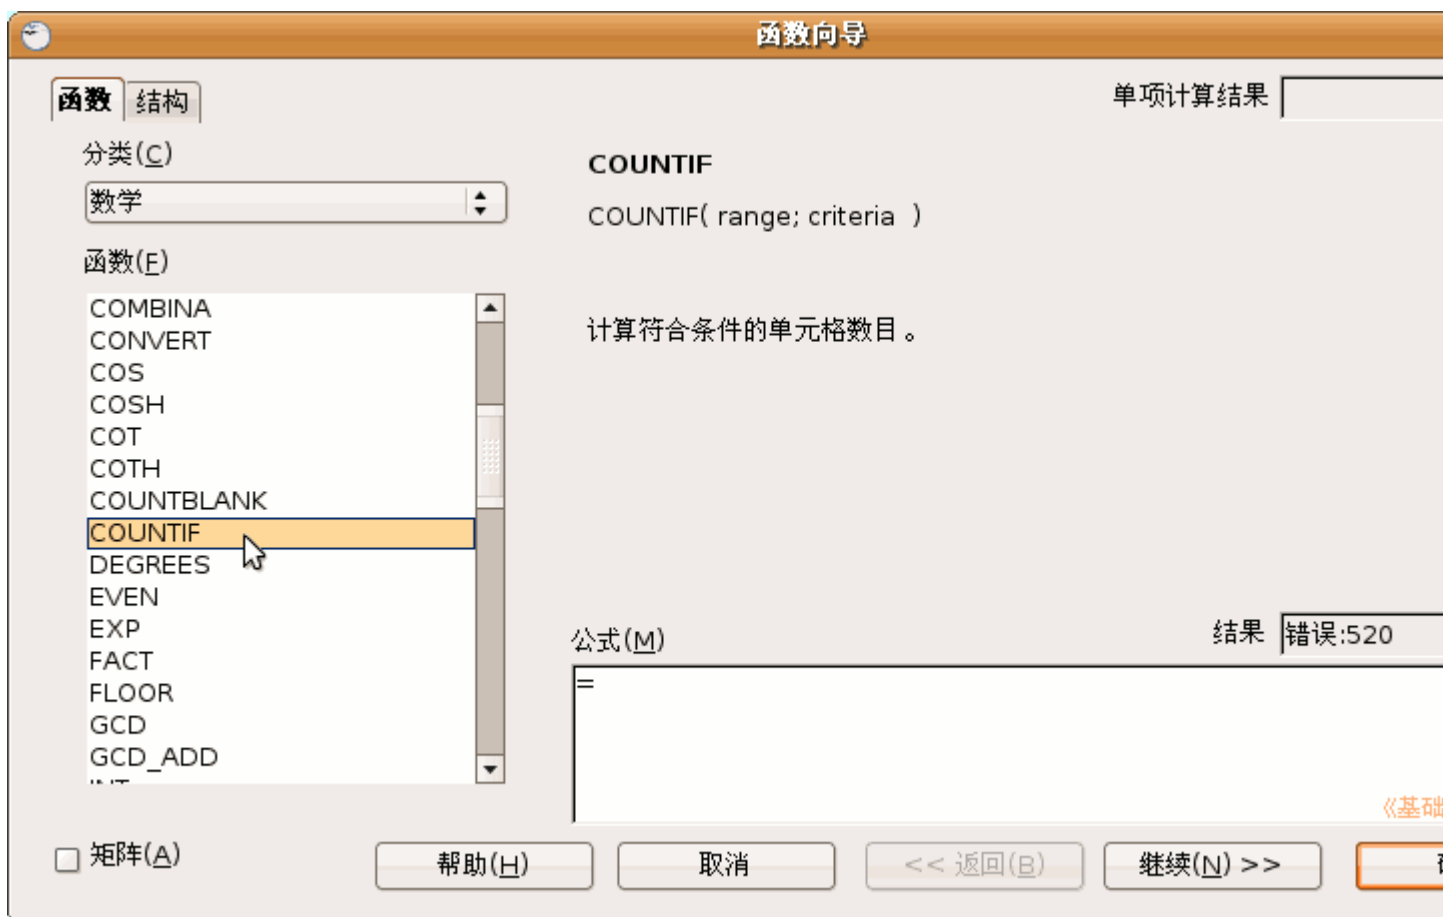 函数向导
函数 结构
单项计算结果
分类(C)
数学
函数(F)
COMBINA
CONVERT
COS
COSH
COT
COTH
COUNTBLANK
COUNTIF
DEGREES
EVEN
EXP
FACT
FLOOR
GCD
GCD_ADD
COUNTIF
COUNTIF( range; criteria )
计算符合条件的单元格数目。
公式(M)
结果 错误:520
=
《基础
矩阵(A)
帮助(H) 取消 << 返回(B) 继续(N) >>